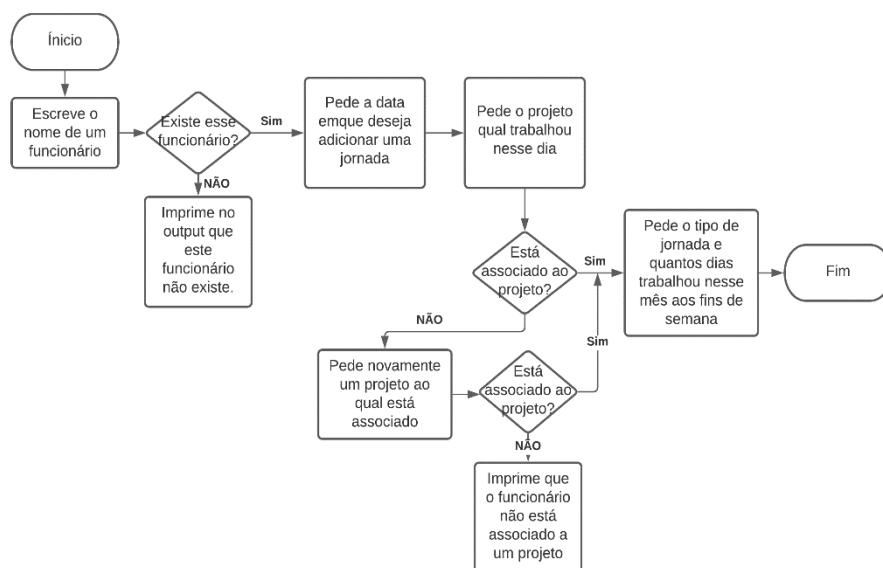 Ínicio
Escreve o
nome de um
funcionário
Existe esse
funcionário?
Sim
Pede a data
emque deseja
adicionar uma
jornada
Pede o projeto
qual trabalhou
nesse dia
NÃO
Imprime no
output que
este
funcionário
não existe.
Está
associado ao
projeto?
Sim
Pede o tipo de
jornada e
quantos dias
trabalhou nesse
mês aos fins de
semana
Fim
NÃO
Pede novamente
um projeto ao
qual está
associado
Está
associado ao
projeto?
Sim
NÃO
Imprime que
o funcionário
não está
associado a
um projeto